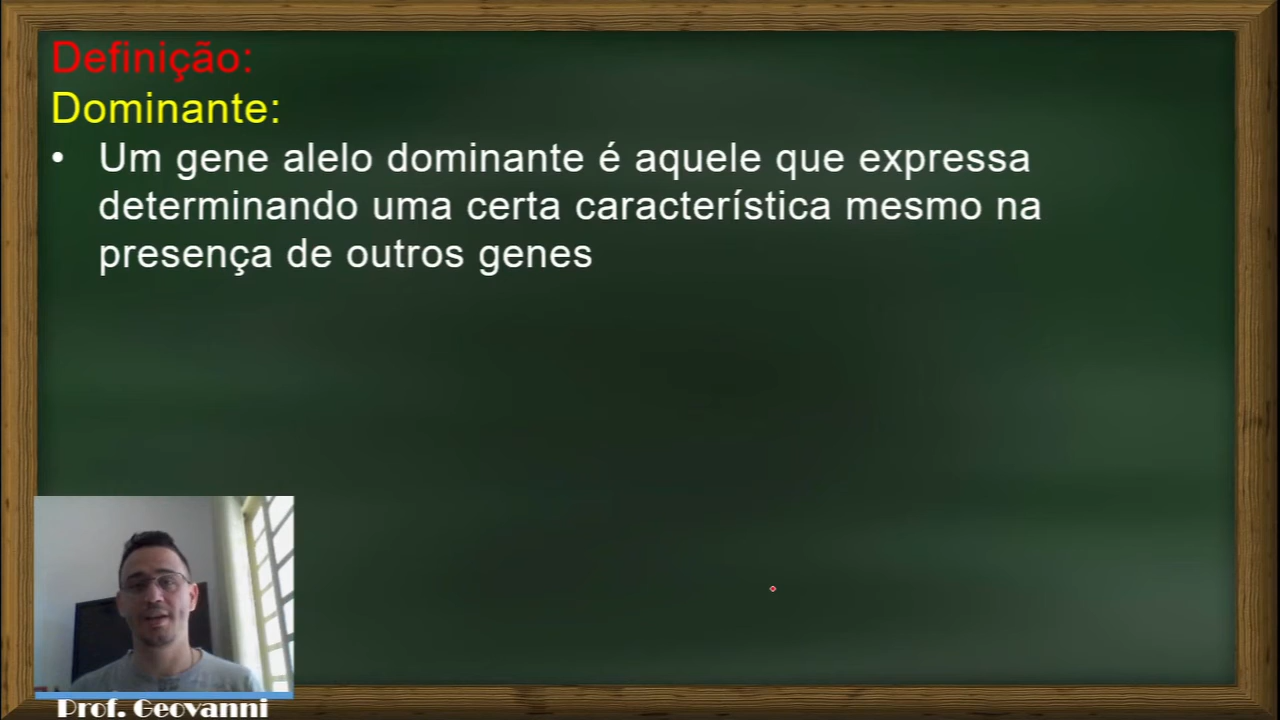 Definição:
Dominante:
• Um gene alelo dominante é aquele que expressa
determinando uma certa característica mesmo na
presença de outros genes
Prof. Geovanni